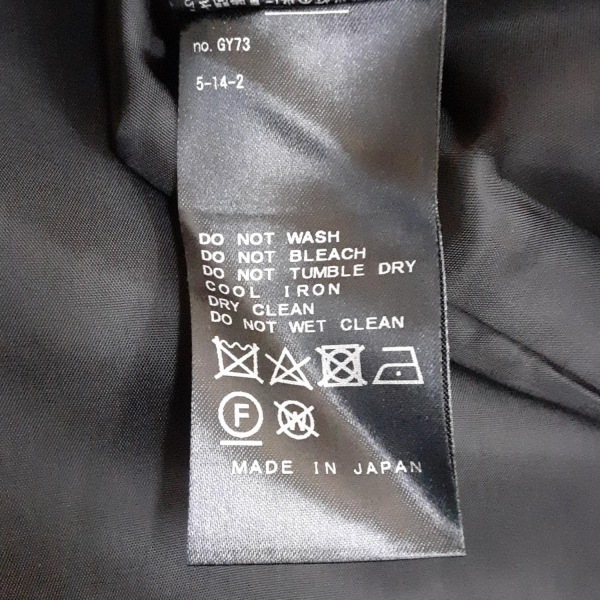 no. GY73
5-14-2
DO NOT WASH
DO NOT BLEACH
DO NOT TUMBLE DRY
COOL IRON
DRY CLEAN
DO NOT WET CLEAN
F W
MADE IN JAPAN